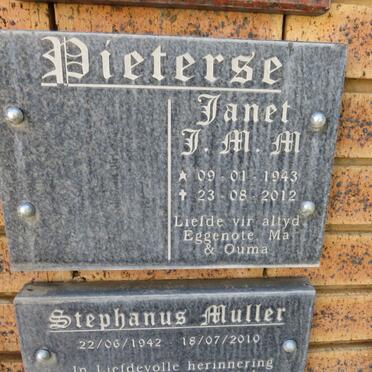 Pieterse
Janet
J. M. M
★ 09 - 01 - 1943
✝ 23 - 08 - 2012
Liefde vir altyd
Eggenote, Ma
& Ouma
Stephanus Muller
22/06/1942 18/07/2010
In Liefdevolle herinnering